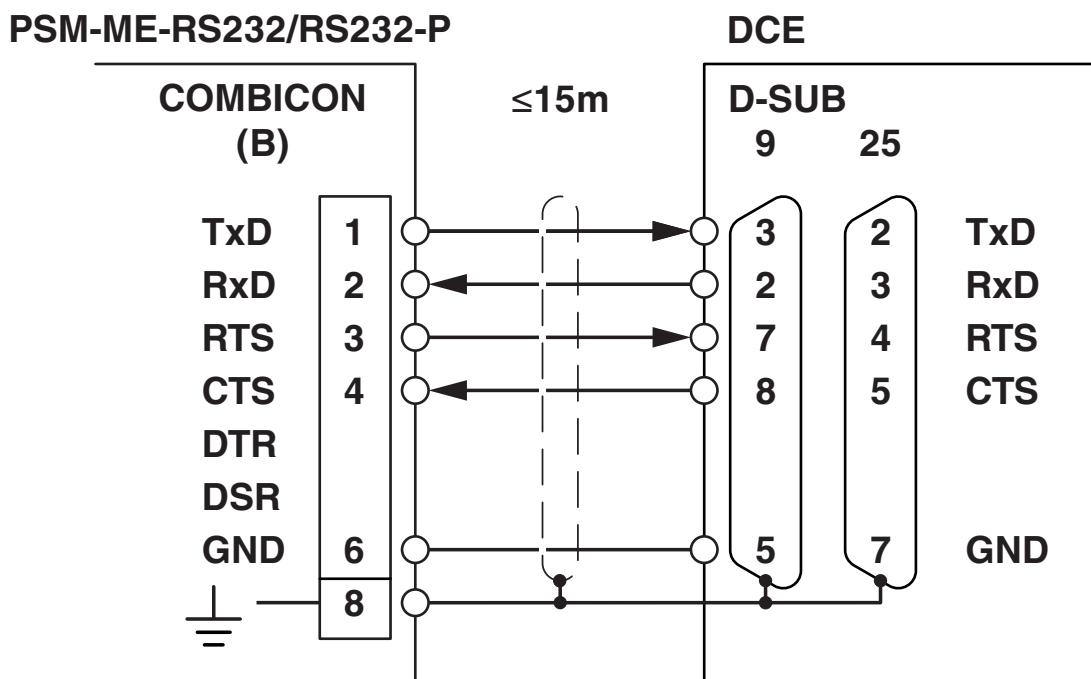 PSM-ME-RS232/RS232-P DCE
COMBICON ≤15m D-SUB
(B) 9 25
TxD 1 3 2 TxD
RxD 2 2 3 RxD
RTS 3 7 4 RTS
CTS 4 8 5 CTS
DTR
DSR
GND 6 5 7 GND
8